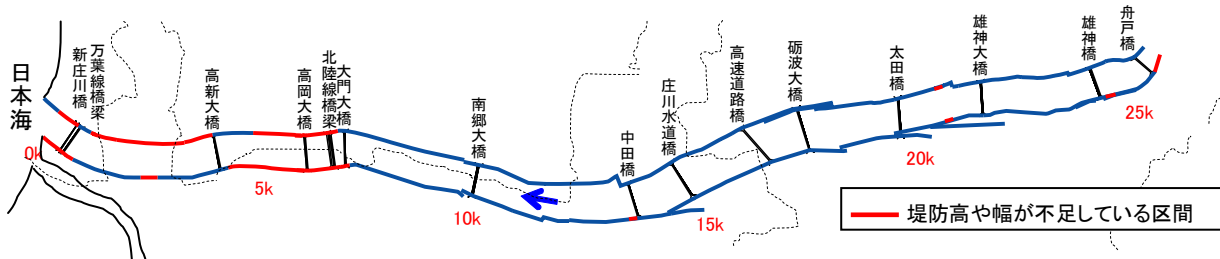 日本海
新庄川橋
万葉線橋梁
高新大橋
高岡大橋
北陸線橋梁
大門大橋
南郷大橋
中田橋
庄川水道橋
高速道路橋
砺波大橋
太田橋
雄神大橋
雄神橋
舟戸橋
0k
5k
10k
15k
20k
25k
堤防高や幅が不足している区間